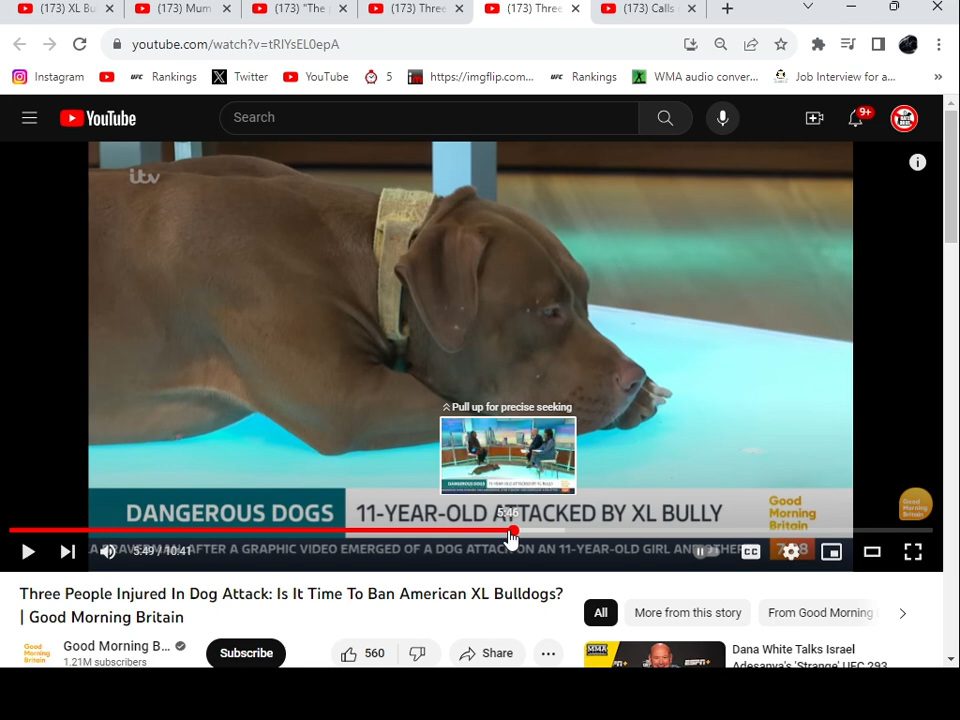 (173) XL Bu
(173) Mum
(173) "The p
(173) Three
(173) Three
(173) Calls
youtube.com/watch?v=tRIYsEL0epA
Instagram
UFC Rankings
Twitter
YouTube
5
https://imgflip.com...
UFC Rankings
WMA audio conver...
Job Interview for a...
»
YouTube
Search
9+
itv
Pull up for precise seeking
DANGEROUS DOGS
11-YEAR-OLD ATTACKED BY XL BULLY
5:46
Good
Morning
Britain
5:49 / 10:41
AFTER A GRAPHIC VIDEO EMERGED OF A DOG ATTACK ON AN 11-YEAR-OLD GIRL AN
CC
Three People Injured In Dog Attack: Is It Time To Ban American XL Bulldogs?
| Good Morning Britain
Good Morning B...
1.21M subscribers
Subscribe
560
Share
All
More from this study
From Good Morning
Dana White Talks Israel
Adesanya's 'Strange' UFC 293